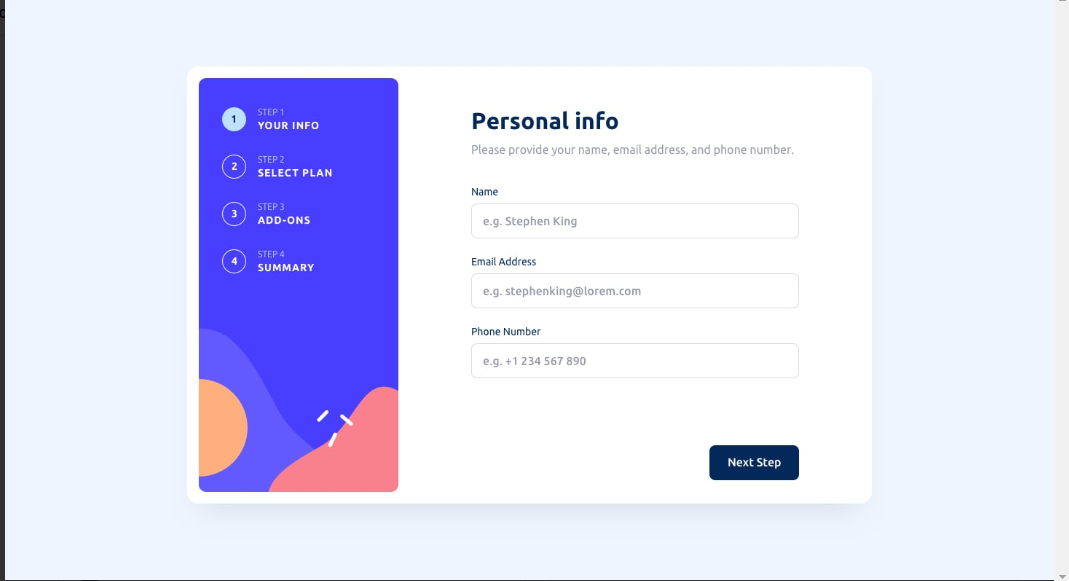 1
STEP 1
YOUR INFO
2
STEP 2
SELECT PLAN
3
STEP 3
ADD-ONS
4
STEP 4
SUMMARY
Personal info
Please provide your name, email address, and phone number.
Name
e.g. Stephen King
Email Address
e.g. stephenking@lorem.com
Phone Number
e.g. +1 234 567 890
Next Step